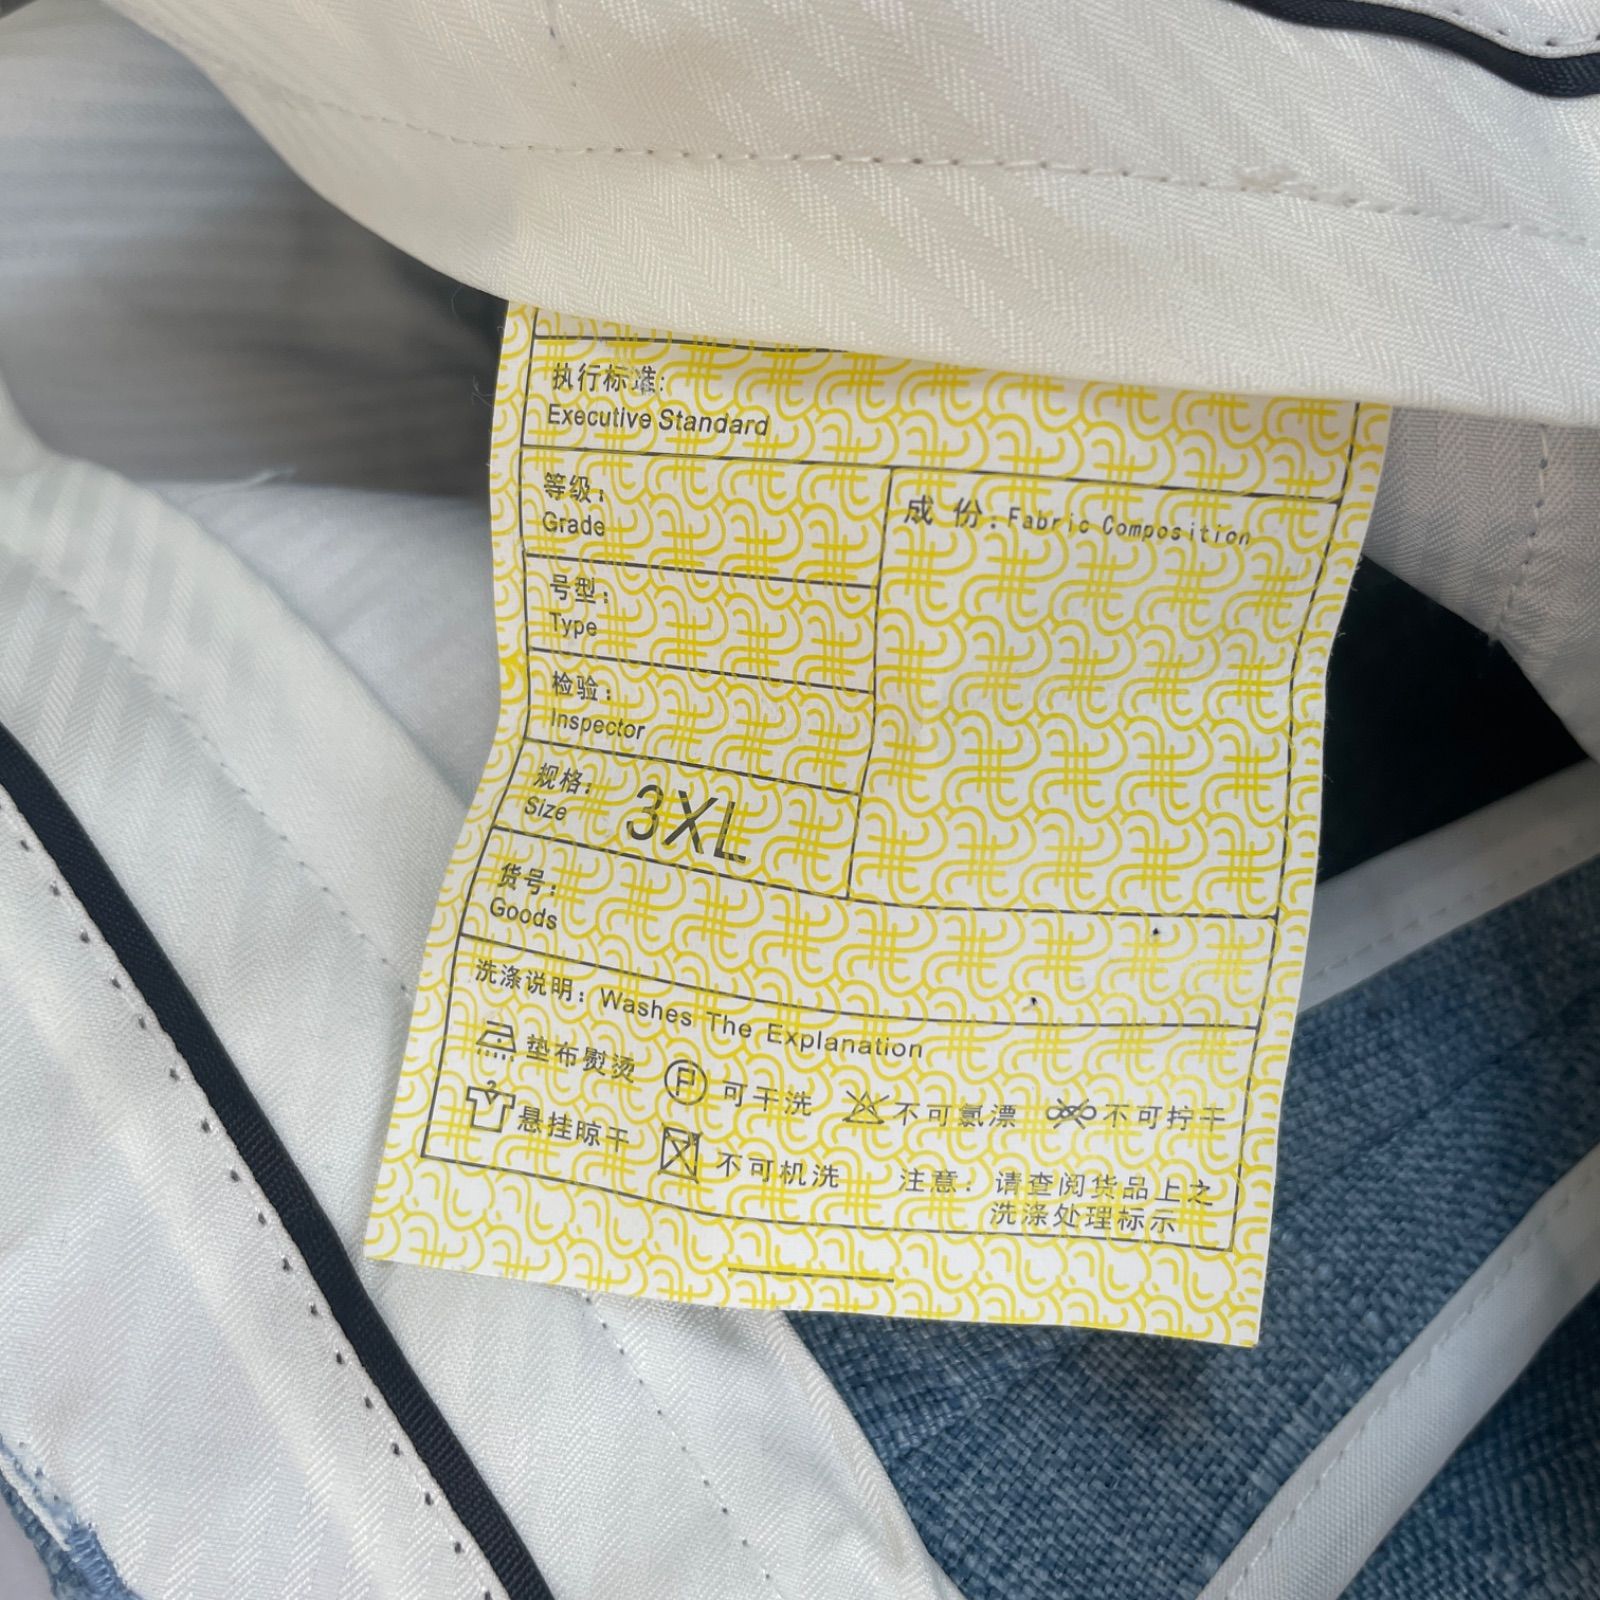 执行标准:
Executive Standard
等级:
Grade
成 份: Fabric Composition
号型:
Type
检验:
Inspector
规格: 3XL
Size
货号:
Goods
洗涤说明: Washes The Explanation
垫布熨烫 P 可干洗 不可氯漂 不可拧干
悬挂晾干 不可机洗 注意: 请查阅货品上之
洗涤处理标示